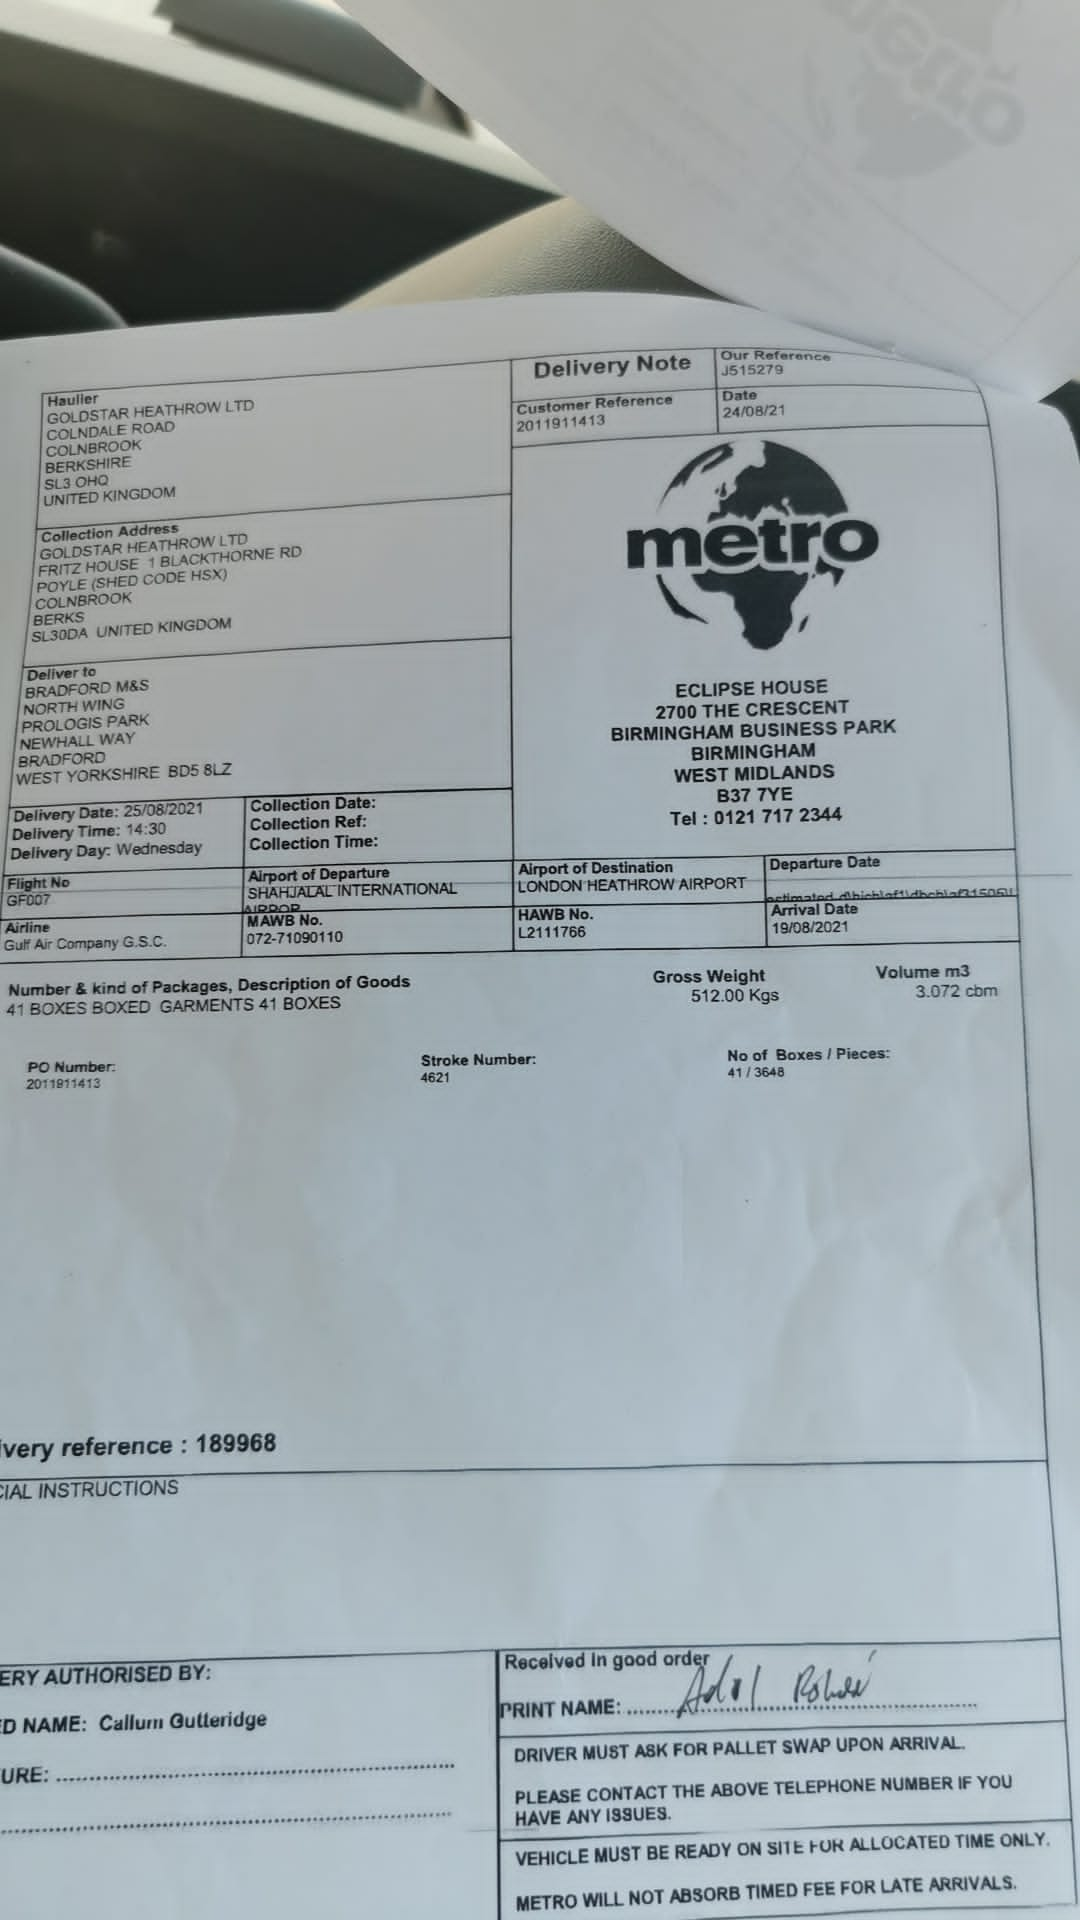 Delivery Note
Our Reference
J515279
Customer Reference
2011911413
Date
24/08/21
Haulier
GOLDSTAR HEATHROW LTD
COLNDALE ROAD
COLNBROOK
BERKSHIRE
SL3 OHQ
UNITED KINGDOM
Collection Address
GOLDSTAR HEATHROW LTD
FRITZ HOUSE 1 BLACKTHORNE RD
POYLE (SHED CODE HSX)
COLNBROOK
BERKS
SL30DA UNITED KINGDOM
Deliver to
BRADFORD M&S
NORTH WING
PROLOGIS PARK
NEWHALL WAY
BRADFORD
WEST YORKSHIRE BD5 8LZ
metro
ECLIPSE HOUSE
2700 THE CRESCENT
BIRMINGHAM BUSINESS PARK
BIRMINGHAM
WEST MIDLANDS
B37 7YE
Tel : 0121 717 2344
Delivery Date: 25/08/2021
Delivery Time: 14:30
Delivery Day: Wednesday
Collection Date:
Collection Ref:
Collection Time:
Flight No
GF007
Airport of Departure
SHAHJALAL INTERNATIONAL
AIRPOR
Airport of Destination
LONDON HEATHROW AIRPORT
Departure Date
estimated
Airline
Gulf Air Company G.S.C.
MAWB No.
072-71090110
HAWB No.
L2111766
Arrival Date
19/08/2021
Number & kind of Packages, Description of Goods
41 BOXES BOXED GARMENTS 41 BOXES
Gross Weight
512.00 Kgs
Volume m3
3.072 cbm
PO Number:
2011911413
Stroke Number:
4621
No of Boxes / Pieces:
41 / 3648
ivery reference : 189968
CIAL INSTRUCTIONS
ERY AUTHORISED BY:
ED NAME: Callum Gutteridge
URE:
Received in good order
PRINT NAME:
DRIVER MUST ASK FOR PALLET SWAP UPON ARRIVAL.
PLEASE CONTACT THE ABOVE TELEPHONE NUMBER IF YOU
HAVE ANY ISSUES.
VEHICLE MUST BE READY ON SITE FOR ALLOCATED TIME ONLY.
METRO WILL NOT ABSORB TIMED FEE FOR LATE ARRIVALS.